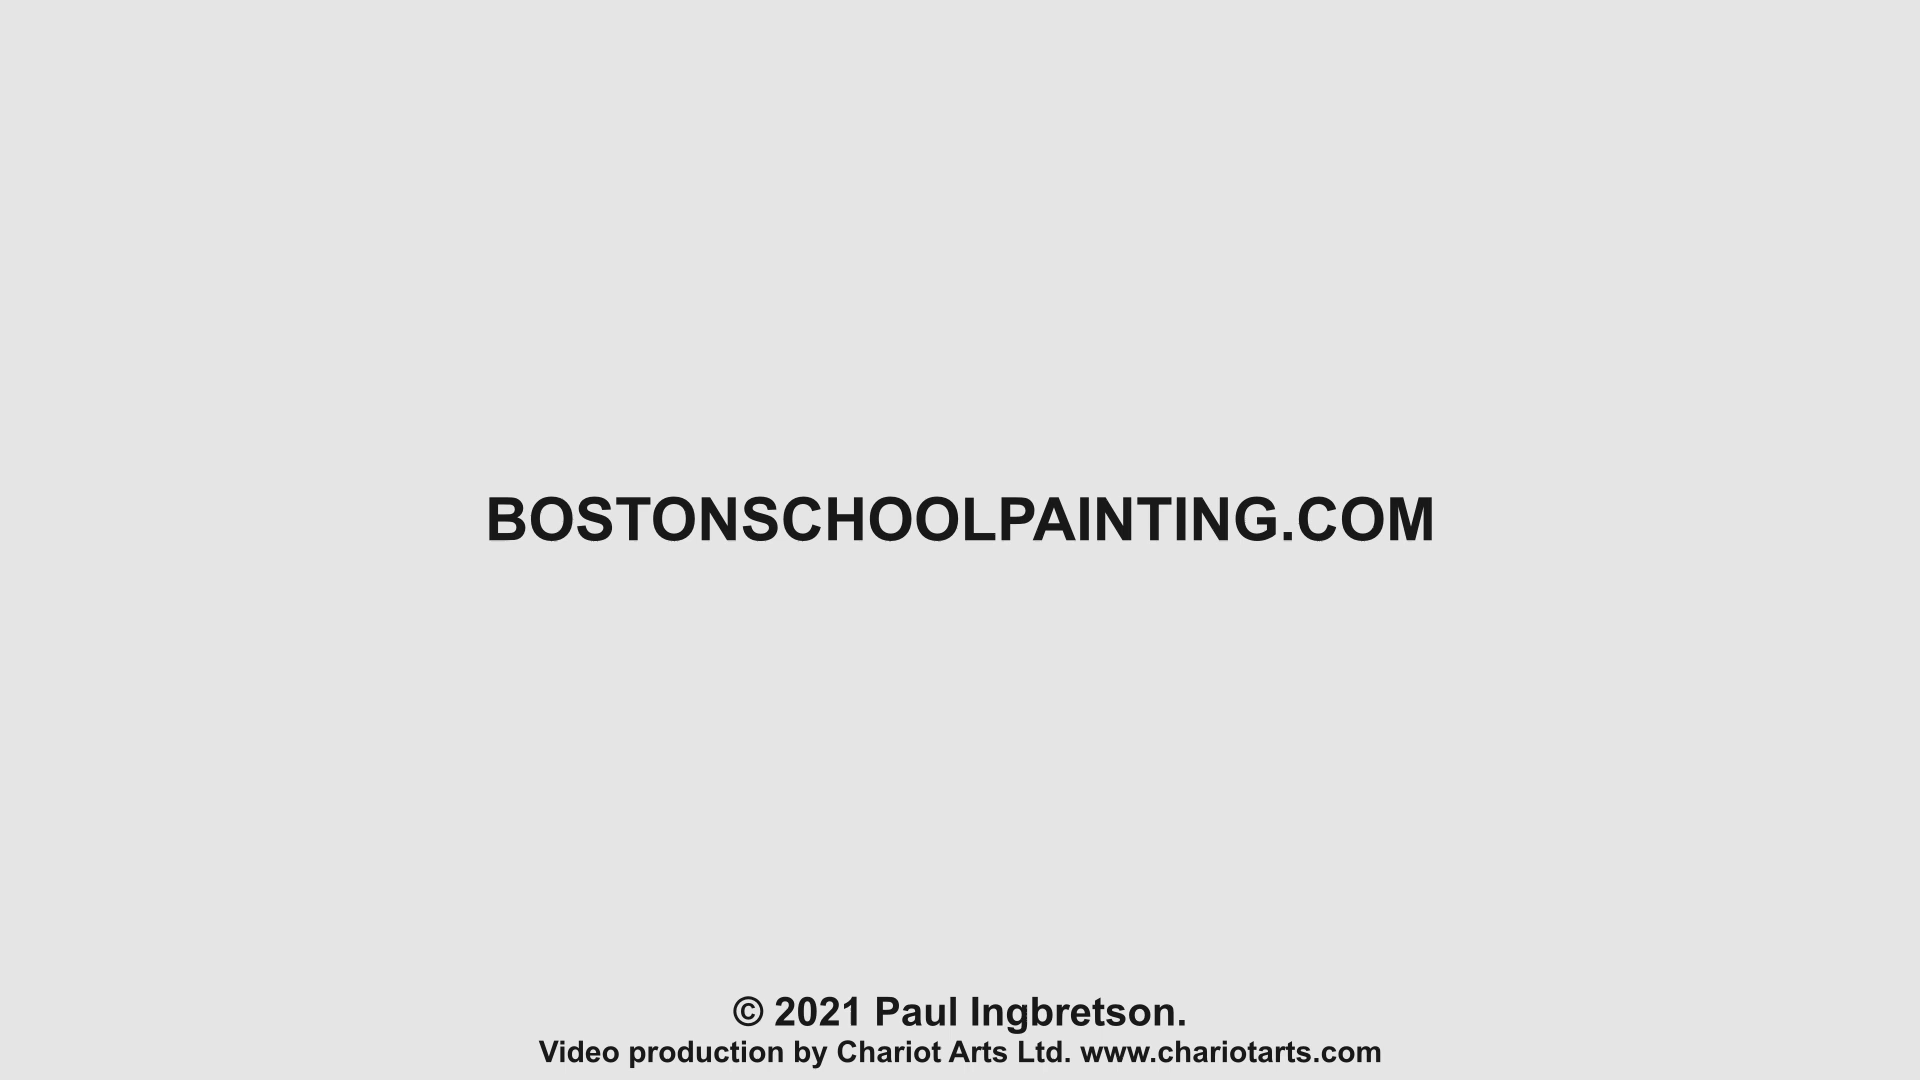 BOSTONSCHOOLPAINTING.COM
© 2021 Paul Ingbretson.
Video production by Chariot Arts Ltd. www.chariotarts.com